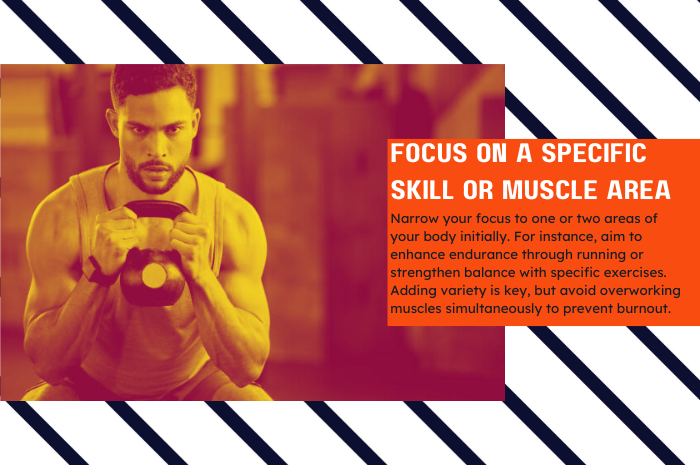 FOCUS ON A SPECIFIC
SKILL OR MUSCLE AREA
Narrow your focus to one or two areas of
your body initially. For instance, aim to
enhance endurance through running or
strengthen balance with specific exercises.
Adding variety is key, but avoid overworking
muscles simultaneously to prevent burnout.